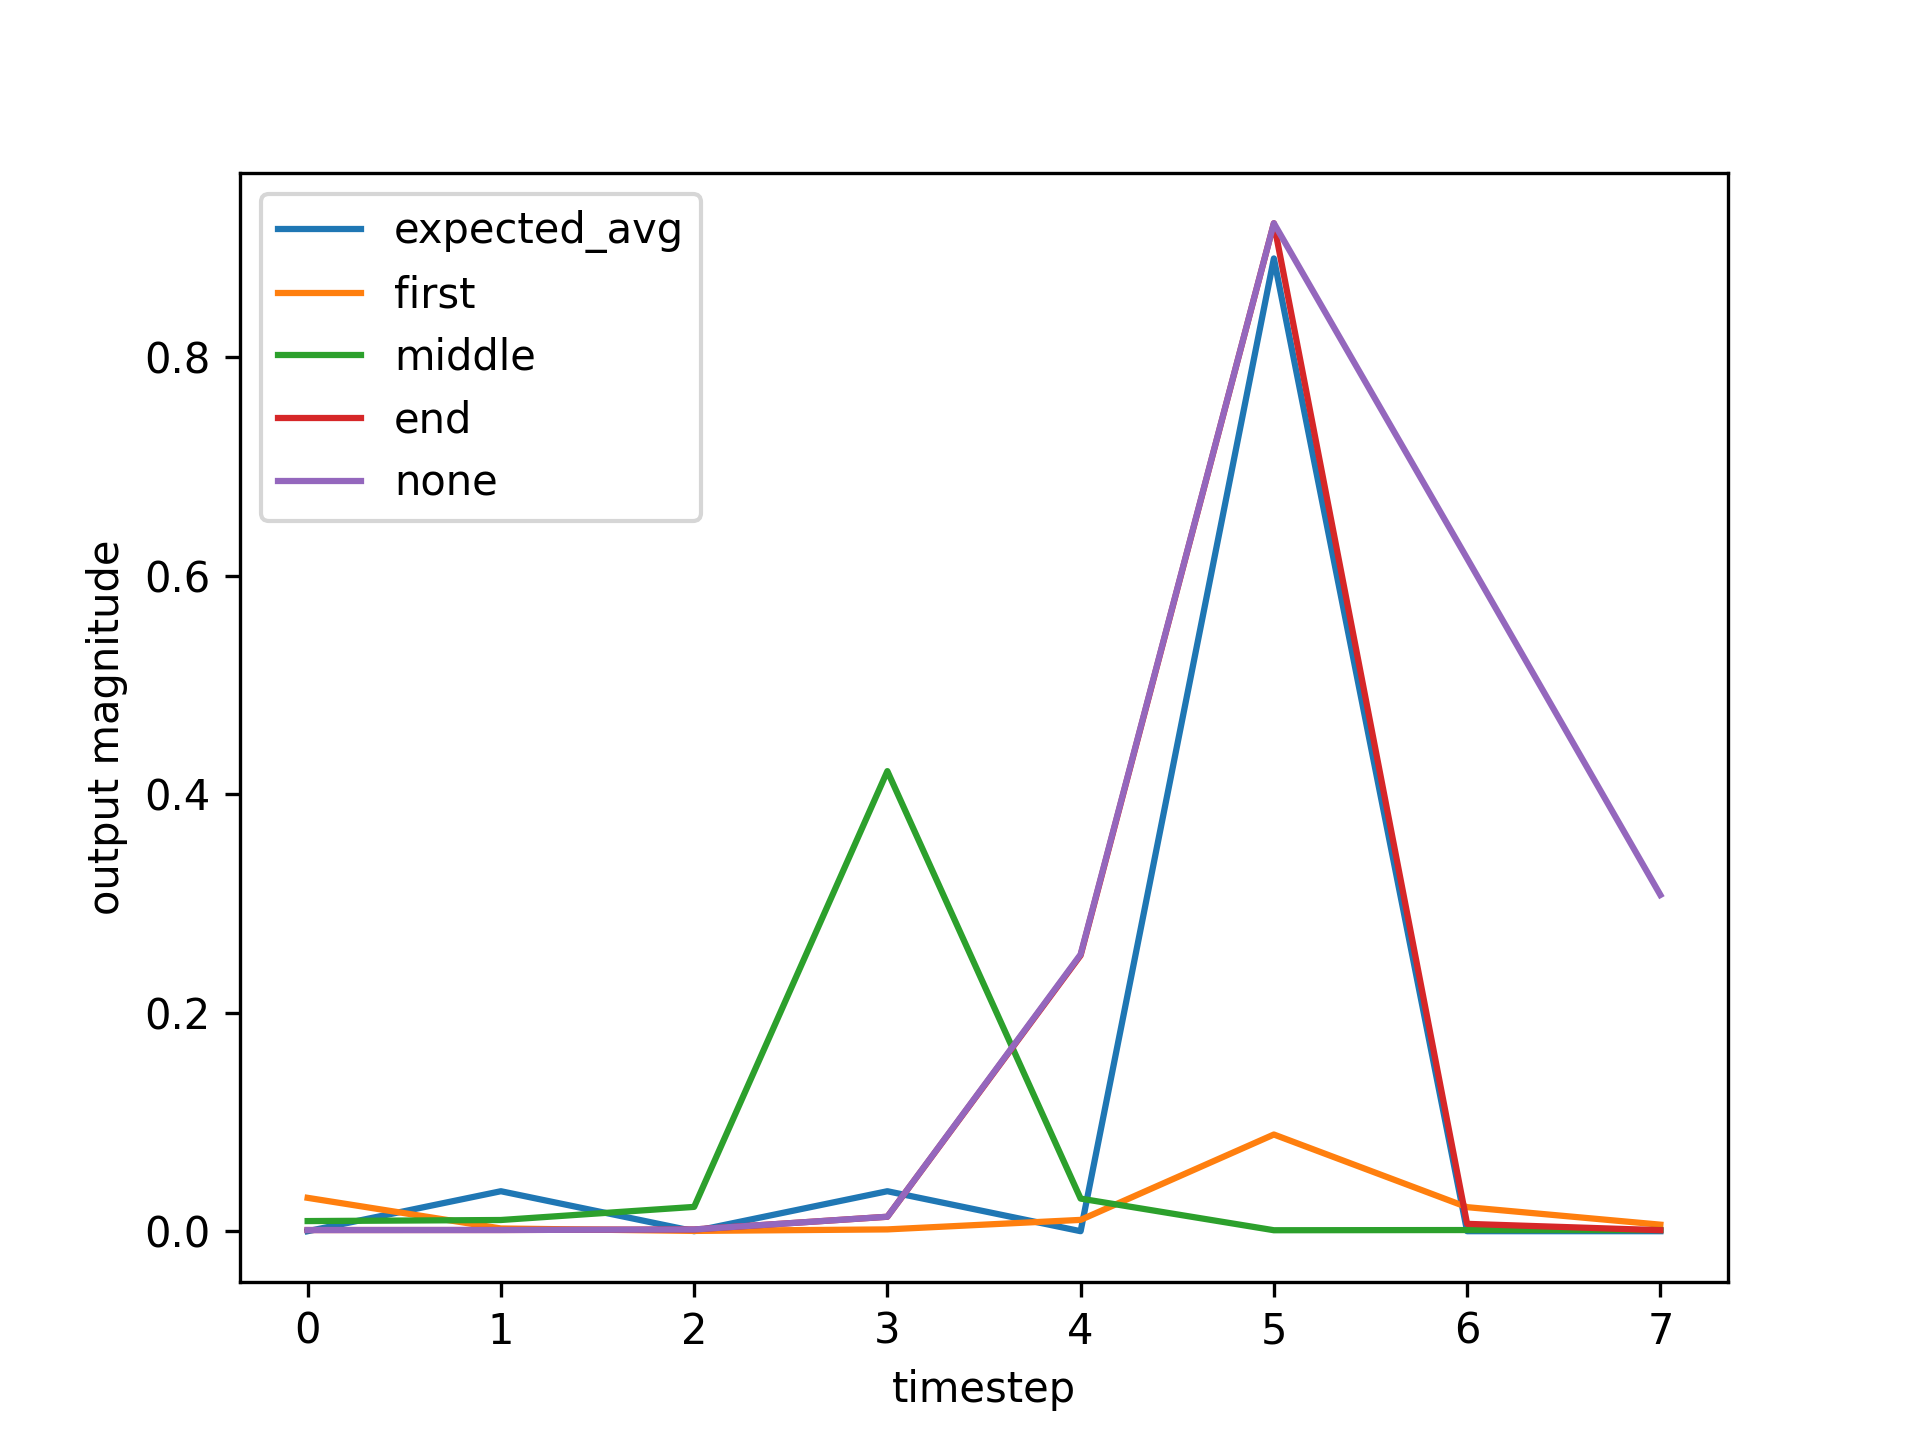 expected_avg
first
middle
end
none
output magnitude
0.8
0.6
0.4
0.2
0.0
0 1 2 3 4 5 6 7
timestep